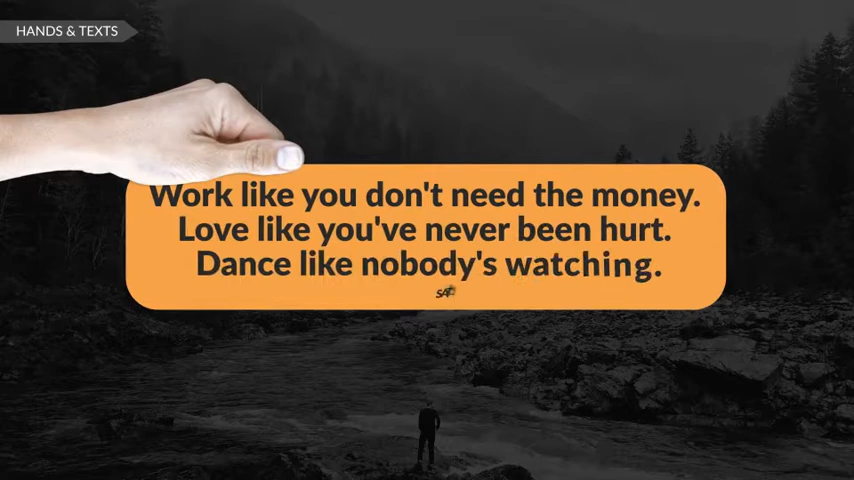 HANDS & TEXTS
Work like you don't need the money.
Love like you've never been hurt.
Dance like nobody's watching.